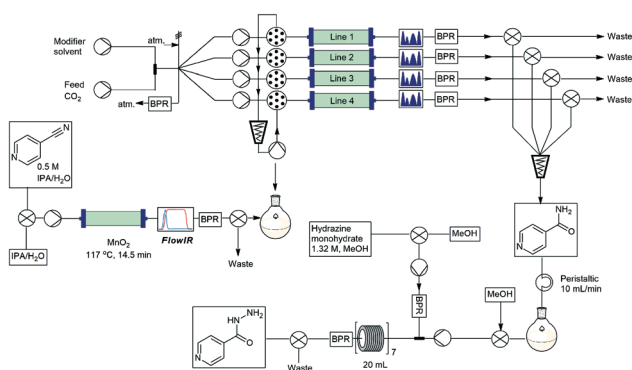 Modifier
solvent
atm.
Feed
CO2
atm.
BPR
Line 1
BPR
Waste
Line 2
BPR
Waste
Line 3
BPR
Waste
Line 4
BPR
Waste
N
N
0.5 M
IPA/H2O
IPA/H2O
MnO2
117 ºC, 14.5 min
FlowIR
BPR
Waste
NH2
O
N
Hydrazine
monohydrate
1.32 M, MeOH
MeOH
BPR
Peristaltic
10 mL/min
MeOH
HN
NH2
O
N
Waste
BPR
7
20 mL